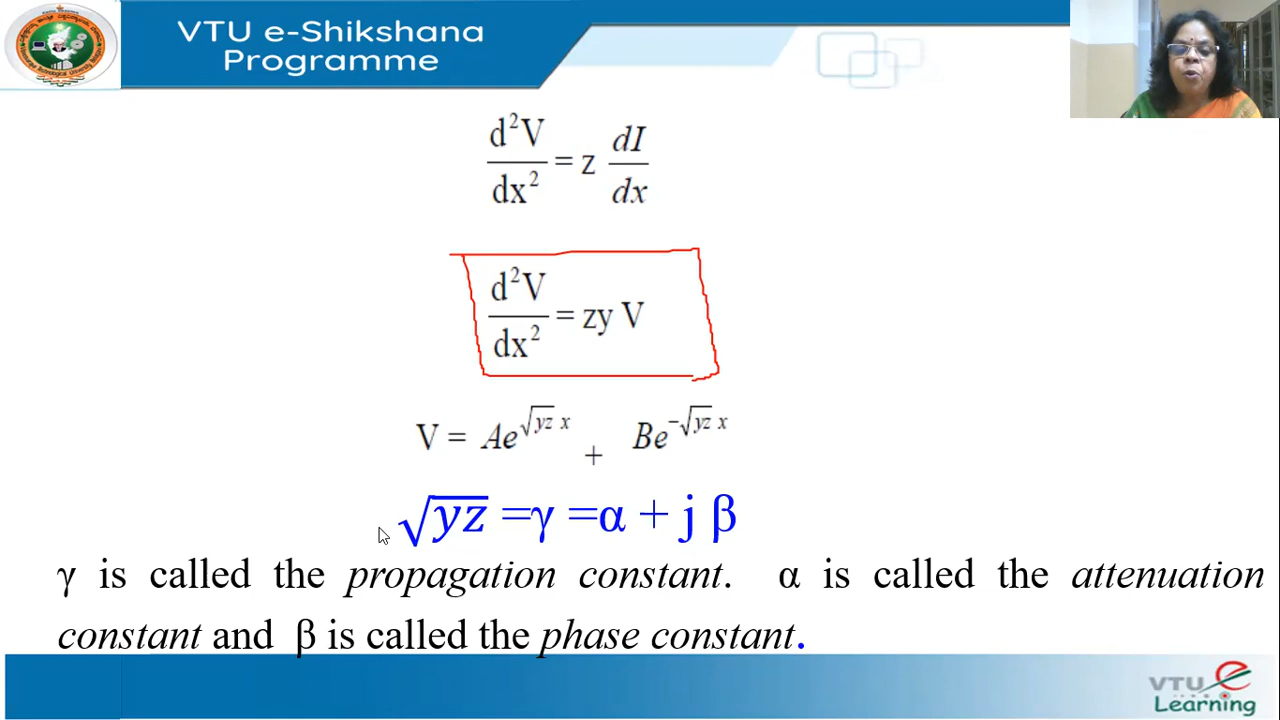 VTU e-Shikshana
Programme
d²V/dx² = z dI/dx
d²V/dx² = zy V
V = Ae^{√yz x} + Be^{-√yz x}
√yz =γ =α + j β
γ is called the propagation constant. α is called the attenuation
constant and β is called the phase constant.
VTU e
Learning